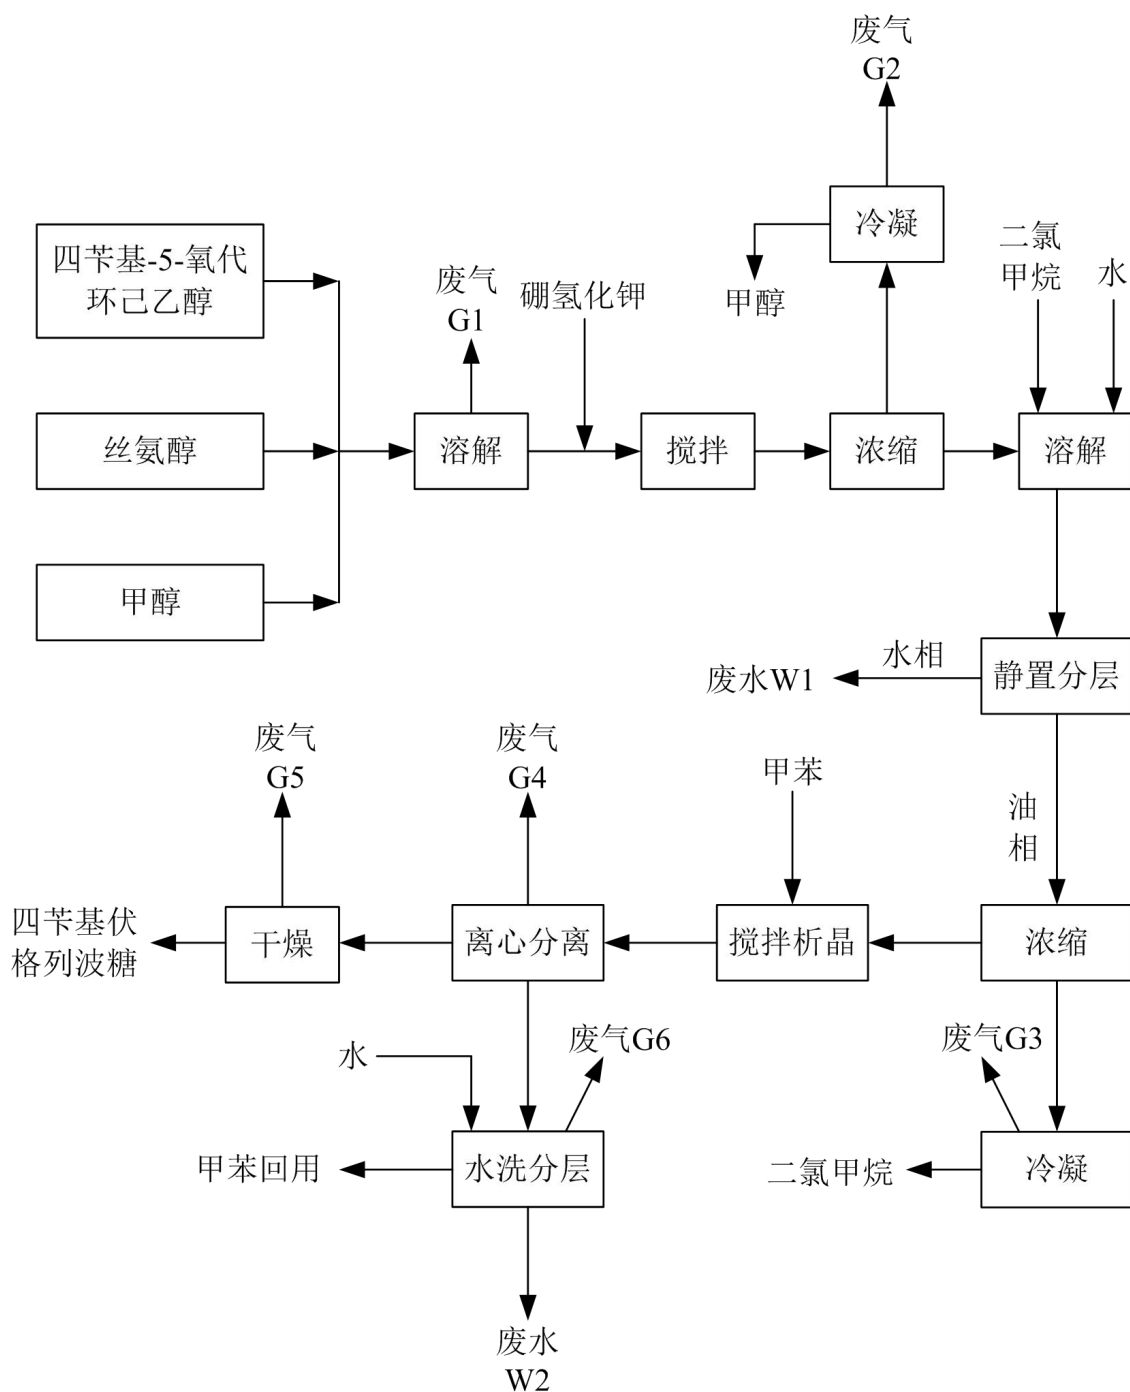 废气
G2
冷凝
甲醇
二氯
甲烷
水
四苄基-5-氧代
环己乙醇
废气
G1
硼氢化钾
丝氨醇
溶解
搅拌
浓缩
溶解
甲醇
水相
废水W1
静置分层
废气
G5
废气
G4
甲苯
油
相
四苄基伏
格列波糖
干燥
离心分离
搅拌析晶
浓缩
水
废气G6
废气G3
甲苯回用
水洗分层
二氯甲烷
冷凝
废水
W2